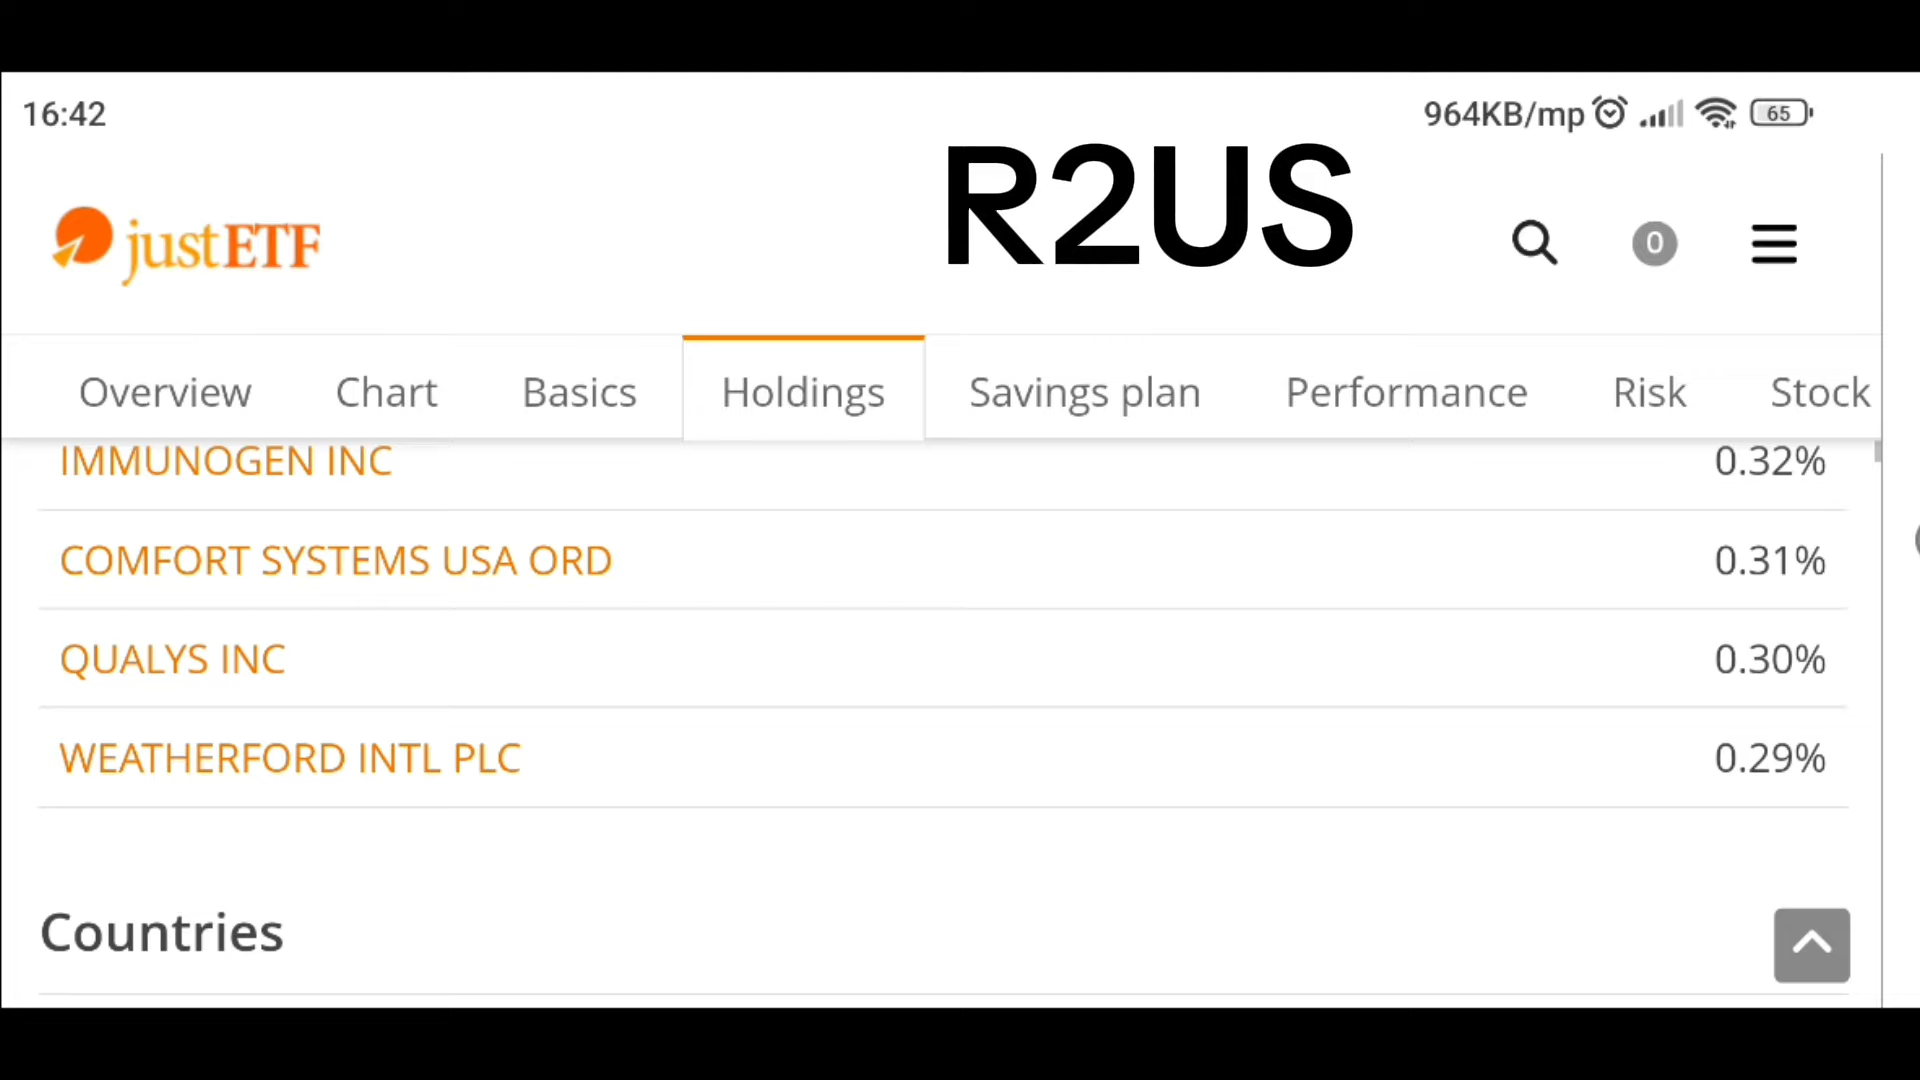 16:42
964KB/mp
65
R2US
justETF
0
Overview Chart Basics Holdings Savings plan Performance Risk Stock
IMMUNOGEN INC 0.32%
COMFORT SYSTEMS USA ORD 0.31%
QUALYS INC 0.30%
WEATHERFORD INTL PLC 0.29%
Countries